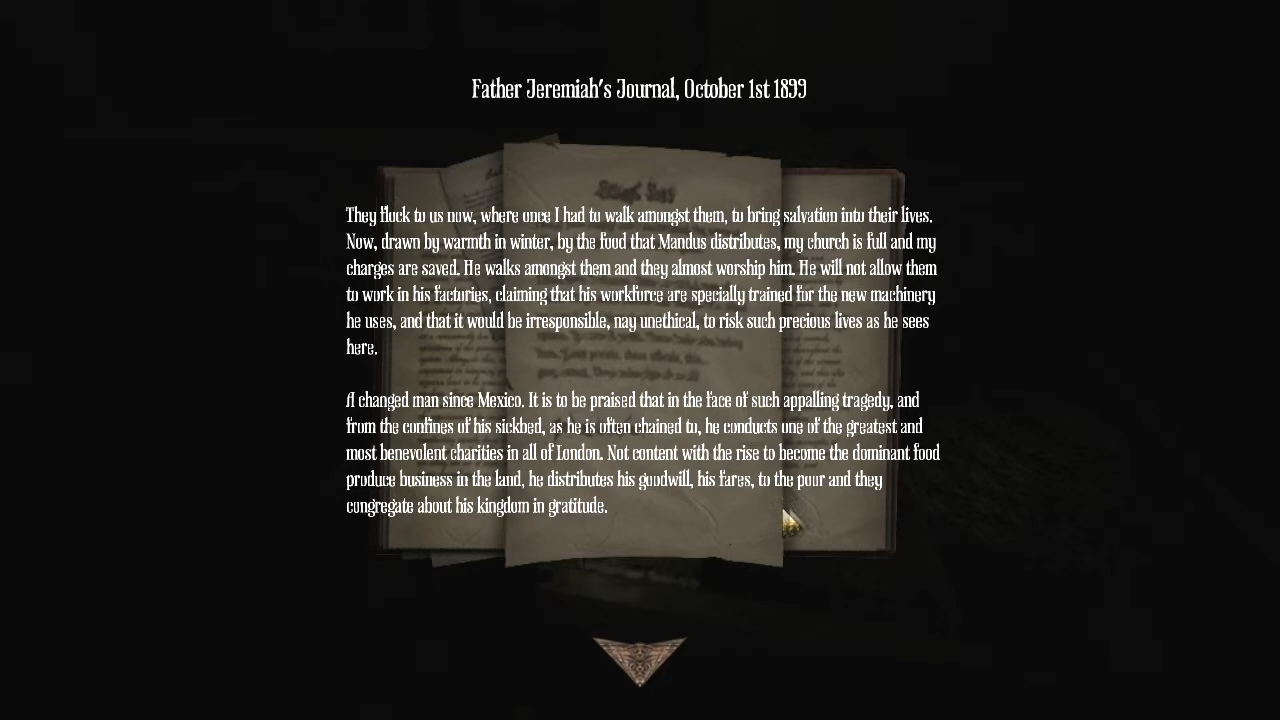 Father Jeremiah's Journal, October 1st 1899
They flock to us now, where once I had to walk amongst them, to bring salvation into their lives.
Now, drawn by warmth in winter, by the food that Mandus distributes, my church is full and my
charges are saved. He walks amongst them and they almost worship him. He will not allow them
to work in his factories, claiming that his workforce are specially trained for the new machinery
he uses, and that it would be irresponsible, nay unethical, to risk such precious lives as he sees
here.
A changed man since Mexico. It is to be praised that in the face of such appalling tragedy, and
from the confines of his sickbed, as he is often chained to, he conducts one of the greatest and
most benevolent charities in all of London. Not content with the rise to become the dominant food
produce business in the land, he distributes his goodwill, his fares, to the poor and they
congregate about his kingdom in gratitude.